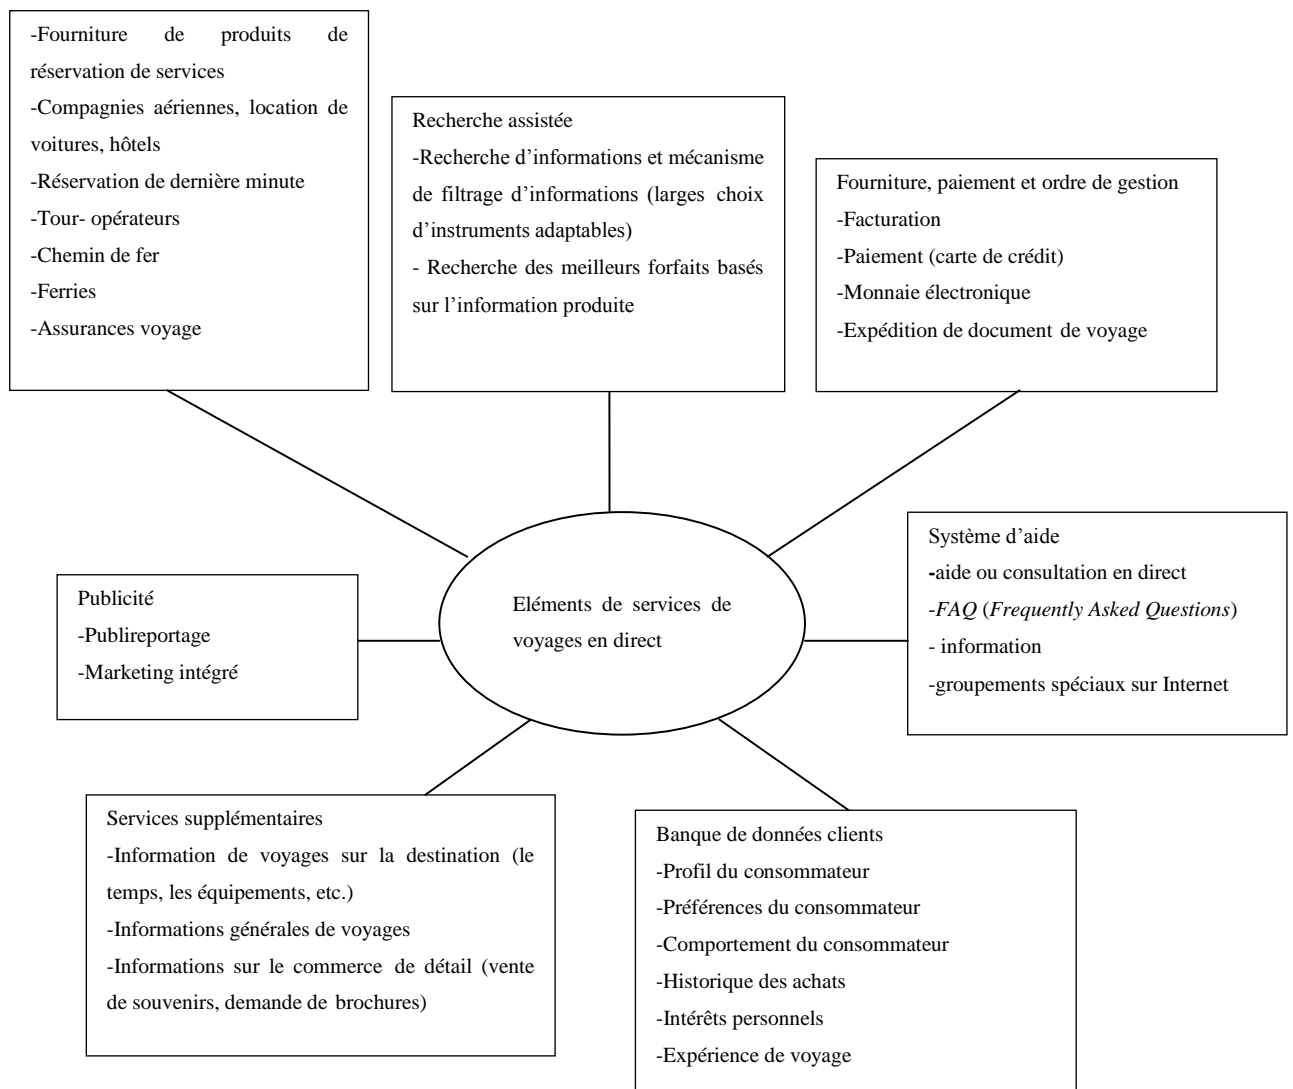 -Fourniture de produits de
réservation de services
-Compagnies aériennes, location de
voitures, hôtels
-Réservation de dernière minute
-Tour- opérateurs
-Chemin de fer
-Ferries
-Assurances voyage
Recherche assistée
-Recherche d’informations et mécanisme
de filtrage d’informations (larges choix
d’instruments adaptables)
- Recherche des meilleurs forfaits basés
sur l’information produite
Fourniture, paiement et ordre de gestion
-Facturation
-Paiement (carte de crédit)
-Monnaie électronique
-Expédition de document de voyage
Système d’aide
-aide ou consultation en direct
-FAQ (Frequently Asked Questions)
- information
-groupements spéciaux sur Internet
Eléments de services de
voyages en direct
Publicité
-Publireportage
-Marketing intégré
Services supplémentaires
-Information de voyages sur la destination (le
temps, les équipements, etc.)
-Informations générales de voyages
-Informations sur le commerce de détail (vente
de souvenirs, demande de brochures)
Banque de données clients
-Profil du consommateur
-Préférences du consommateur
-Comportement du consommateur
-Historique des achats
-Intérêts personnels
-Expérience de voyage